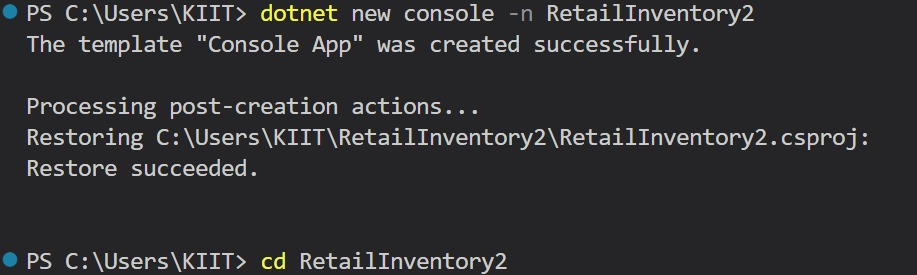 PS C:\Users\KIIT> dotnet new console -n RetailInventory2
The template "Console App" was created successfully.
Processing post-creation actions...
Restoring C:\Users\KIIT\RetailInventory2\RetailInventory2.csproj:
Restore succeeded.
PS C:\Users\KIIT> cd RetailInventory2